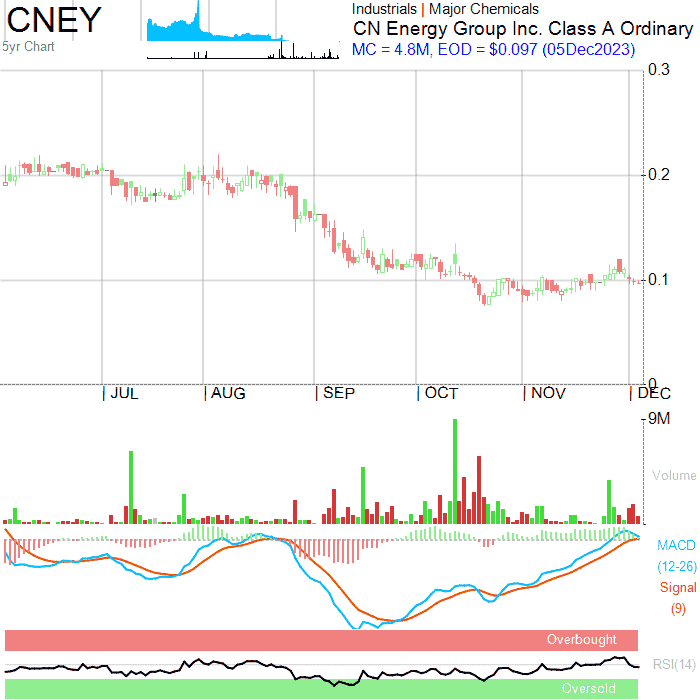 CNEY
5yr Chart
Industrials | Major Chemicals
CN Energy Group Inc. Class A Ordinary
MC = 4.8M, EOD = $0.097 (05Dec2023)
0.3
0.2
0.1
0
| JUL
| AUG
| SEP
| OCT
| NOV
| DEC
9M
Volume
MACD
(12-26)
Signal
(9)
Overbought
RSI(14)
Oversold